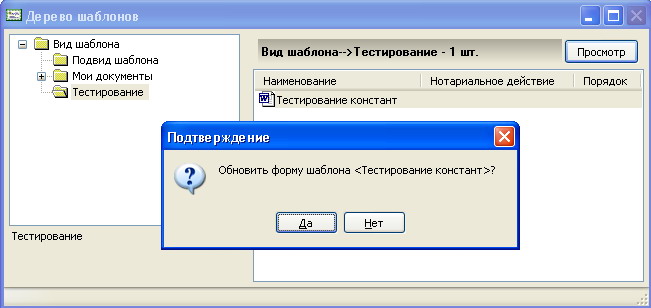 Дерево шаблонов
Вид шаблона
Подвид шаблона
Мои документы
Тестирование
Тестирование
Вид шаблона-->Тестирование - 1 шт.
Просмотр
Наименование Нотариальное действие Порядок
Тестирование констант
Подтверждение
Обновить форму шаблона <Тестирование констант>?
Да Нет